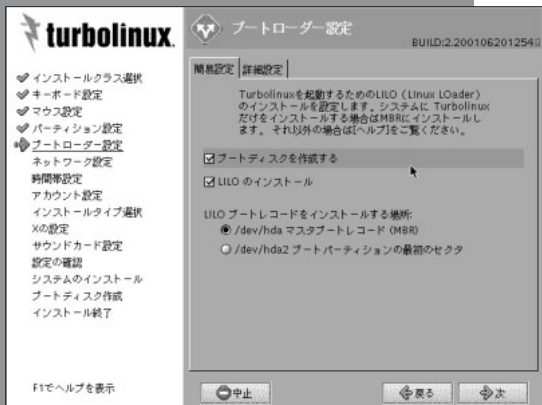 turbolinux.
インストールクラス選択
キーボード設定
マウス設定
パーティション設定
ブートローダー設定
ネットワーク設定
時間帯設定
アカウント設定
インストールタイプ選択
Xの設定
サウンドカード設定
設定の確認
システムのインストール
ブートディスク作成
インストール終了
F1でヘルプを表示
ブートローダー設定
BUILD:2.200106201254
簡易設定 詳細設定
Turbolinuxを起動するためのLILO (LInux LOader)
のインストールを設定します。システムに Turbolinux
だけをインストールする場合はMBRにインストールし
ます。 それ以外の場合は[ヘルプ]をご覧ください。
ブートディスクを作成する
LILO のインストール
LILO ブートレコードをインストールする場所:
/dev/hda マスタブートレコード (MBR)
/dev/hda2 ブートパーティションの最初のセクタ
中止 戻る 次